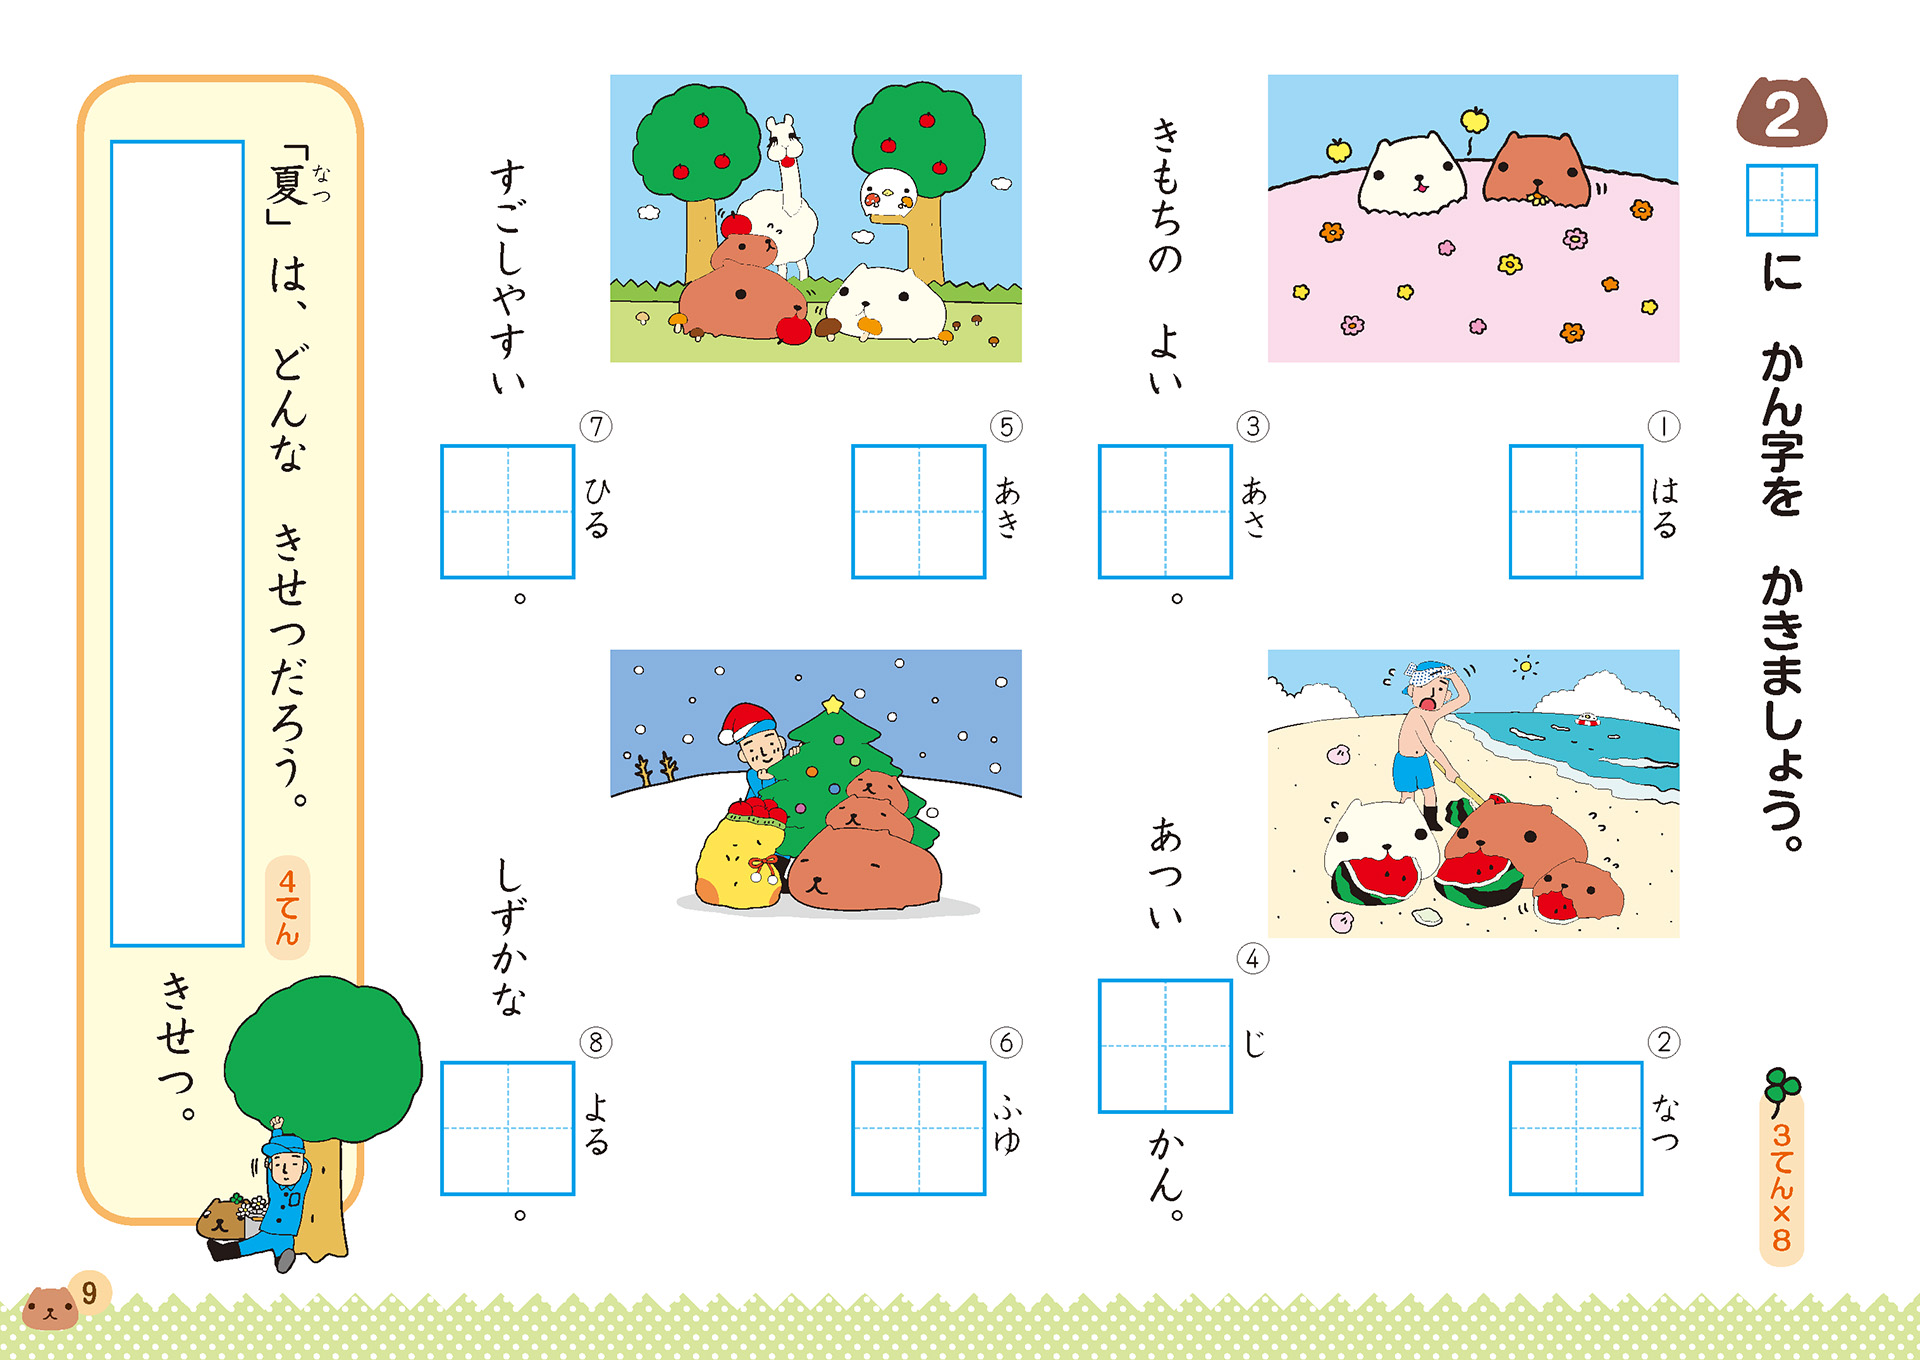 2
に かん字を かきましょう。
3てん×8
① はる
② なつ
きもちの よい
③ あさ
。
あつい
④ じ
かん。
⑤ あき
⑥ ふゆ
すごしやすい
⑦ ひる
。
しずかな
⑧ よる
。
「夏」は、どんな きせつだろう。
なつ
4てん
きせつ。
9